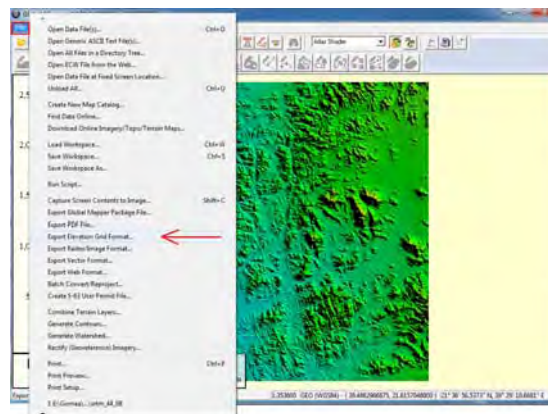 Open Data File(s)... Ctrl+O
Open Generic ASCII Text File(s)...
Open All Files in a Directory Tree...
Open ECW File from the Web...
Open Data File at Fixed Screen Location...
Unload All... Ctrl+U
Create New Map Catalog...
Find Data Online...
Download Online Imagery/Topo/Terrain Maps...
Load Workspace... Ctrl+W
Save Workspace... Ctrl+S
Save Workspace As...
Run Script...
Capture Screen Contents to Image... Shift+C
Export Global Mapper Package File...
Export PDF File...
Export Elevation Grid Format...
Export Raster/Image Format...
Export Vector Format...
Export Web Format...
Batch Convert/Reproject...
Create S-63 User Permit File...
Combine Terrain Layers...
Generate Contours...
Generate Watershed...
Rectify (Georeference) Imagery...
Print... Ctrl+P
Print Preview...
Print Setup...
Atlas Shader